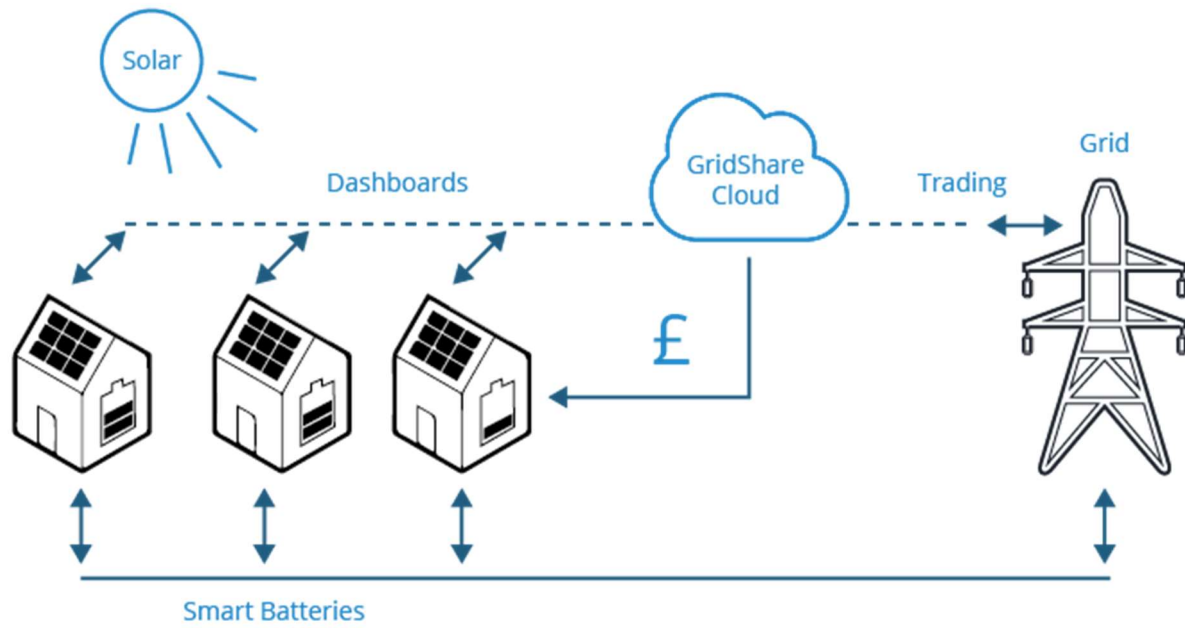 Solar
Dashboards
GridShare
Cloud
Trading
Grid
£
Smart Batteries